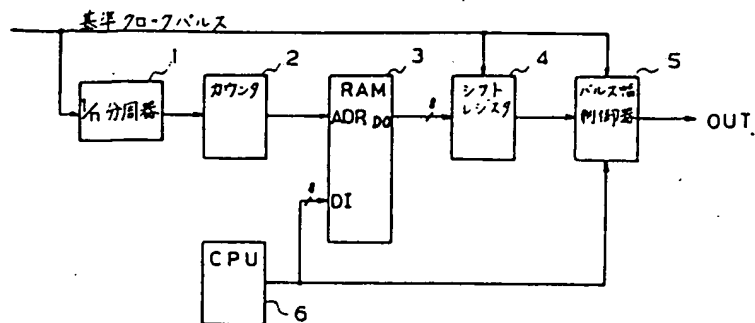 基準クロックパルス
1
1/n 分周器
2
カウンタ
3
RAM
ADR DO
DI
8
8
4
シフト
レジスタ
5
パルス幅
制御器
OUT.
CPU
6